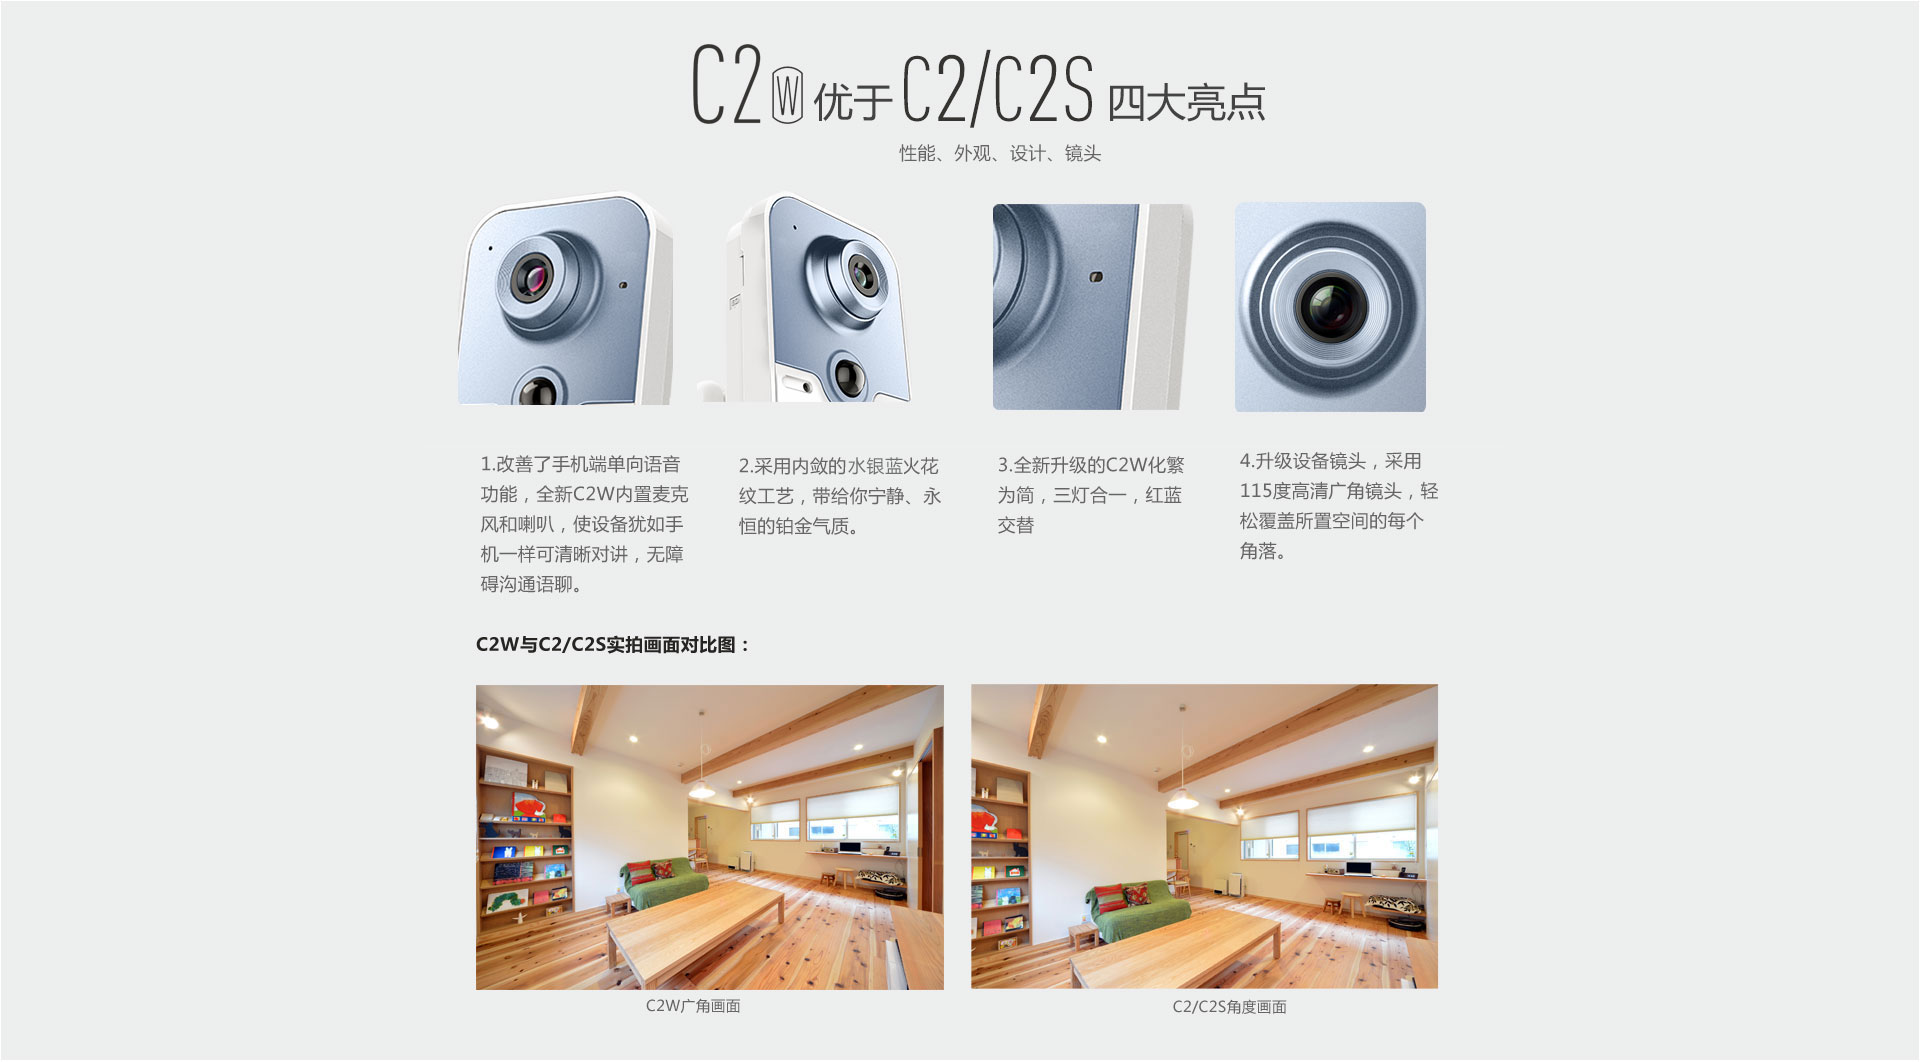 C2W 优于 C2/C2S 四大亮点
性能、外观、设计、镜头
1.改善了手机端单向语音
功能，全新C2W内置麦克
风和喇叭，使设备犹如手
机一样可清晰对讲，无障
碍沟通语聊。
2.采用内敛的水银蓝火花
纹工艺，带给你宁静、永
恒的铂金气质。
3.全新升级的C2W化繁
为简，三灯合一，红蓝
交替
4.升级设备镜头，采用
115度高清广角镜头，轻
松覆盖所置空间的每个
角落。
C2W与C2/C2S实拍画面对比图：
C2W广角画面
C2/C2S角度画面